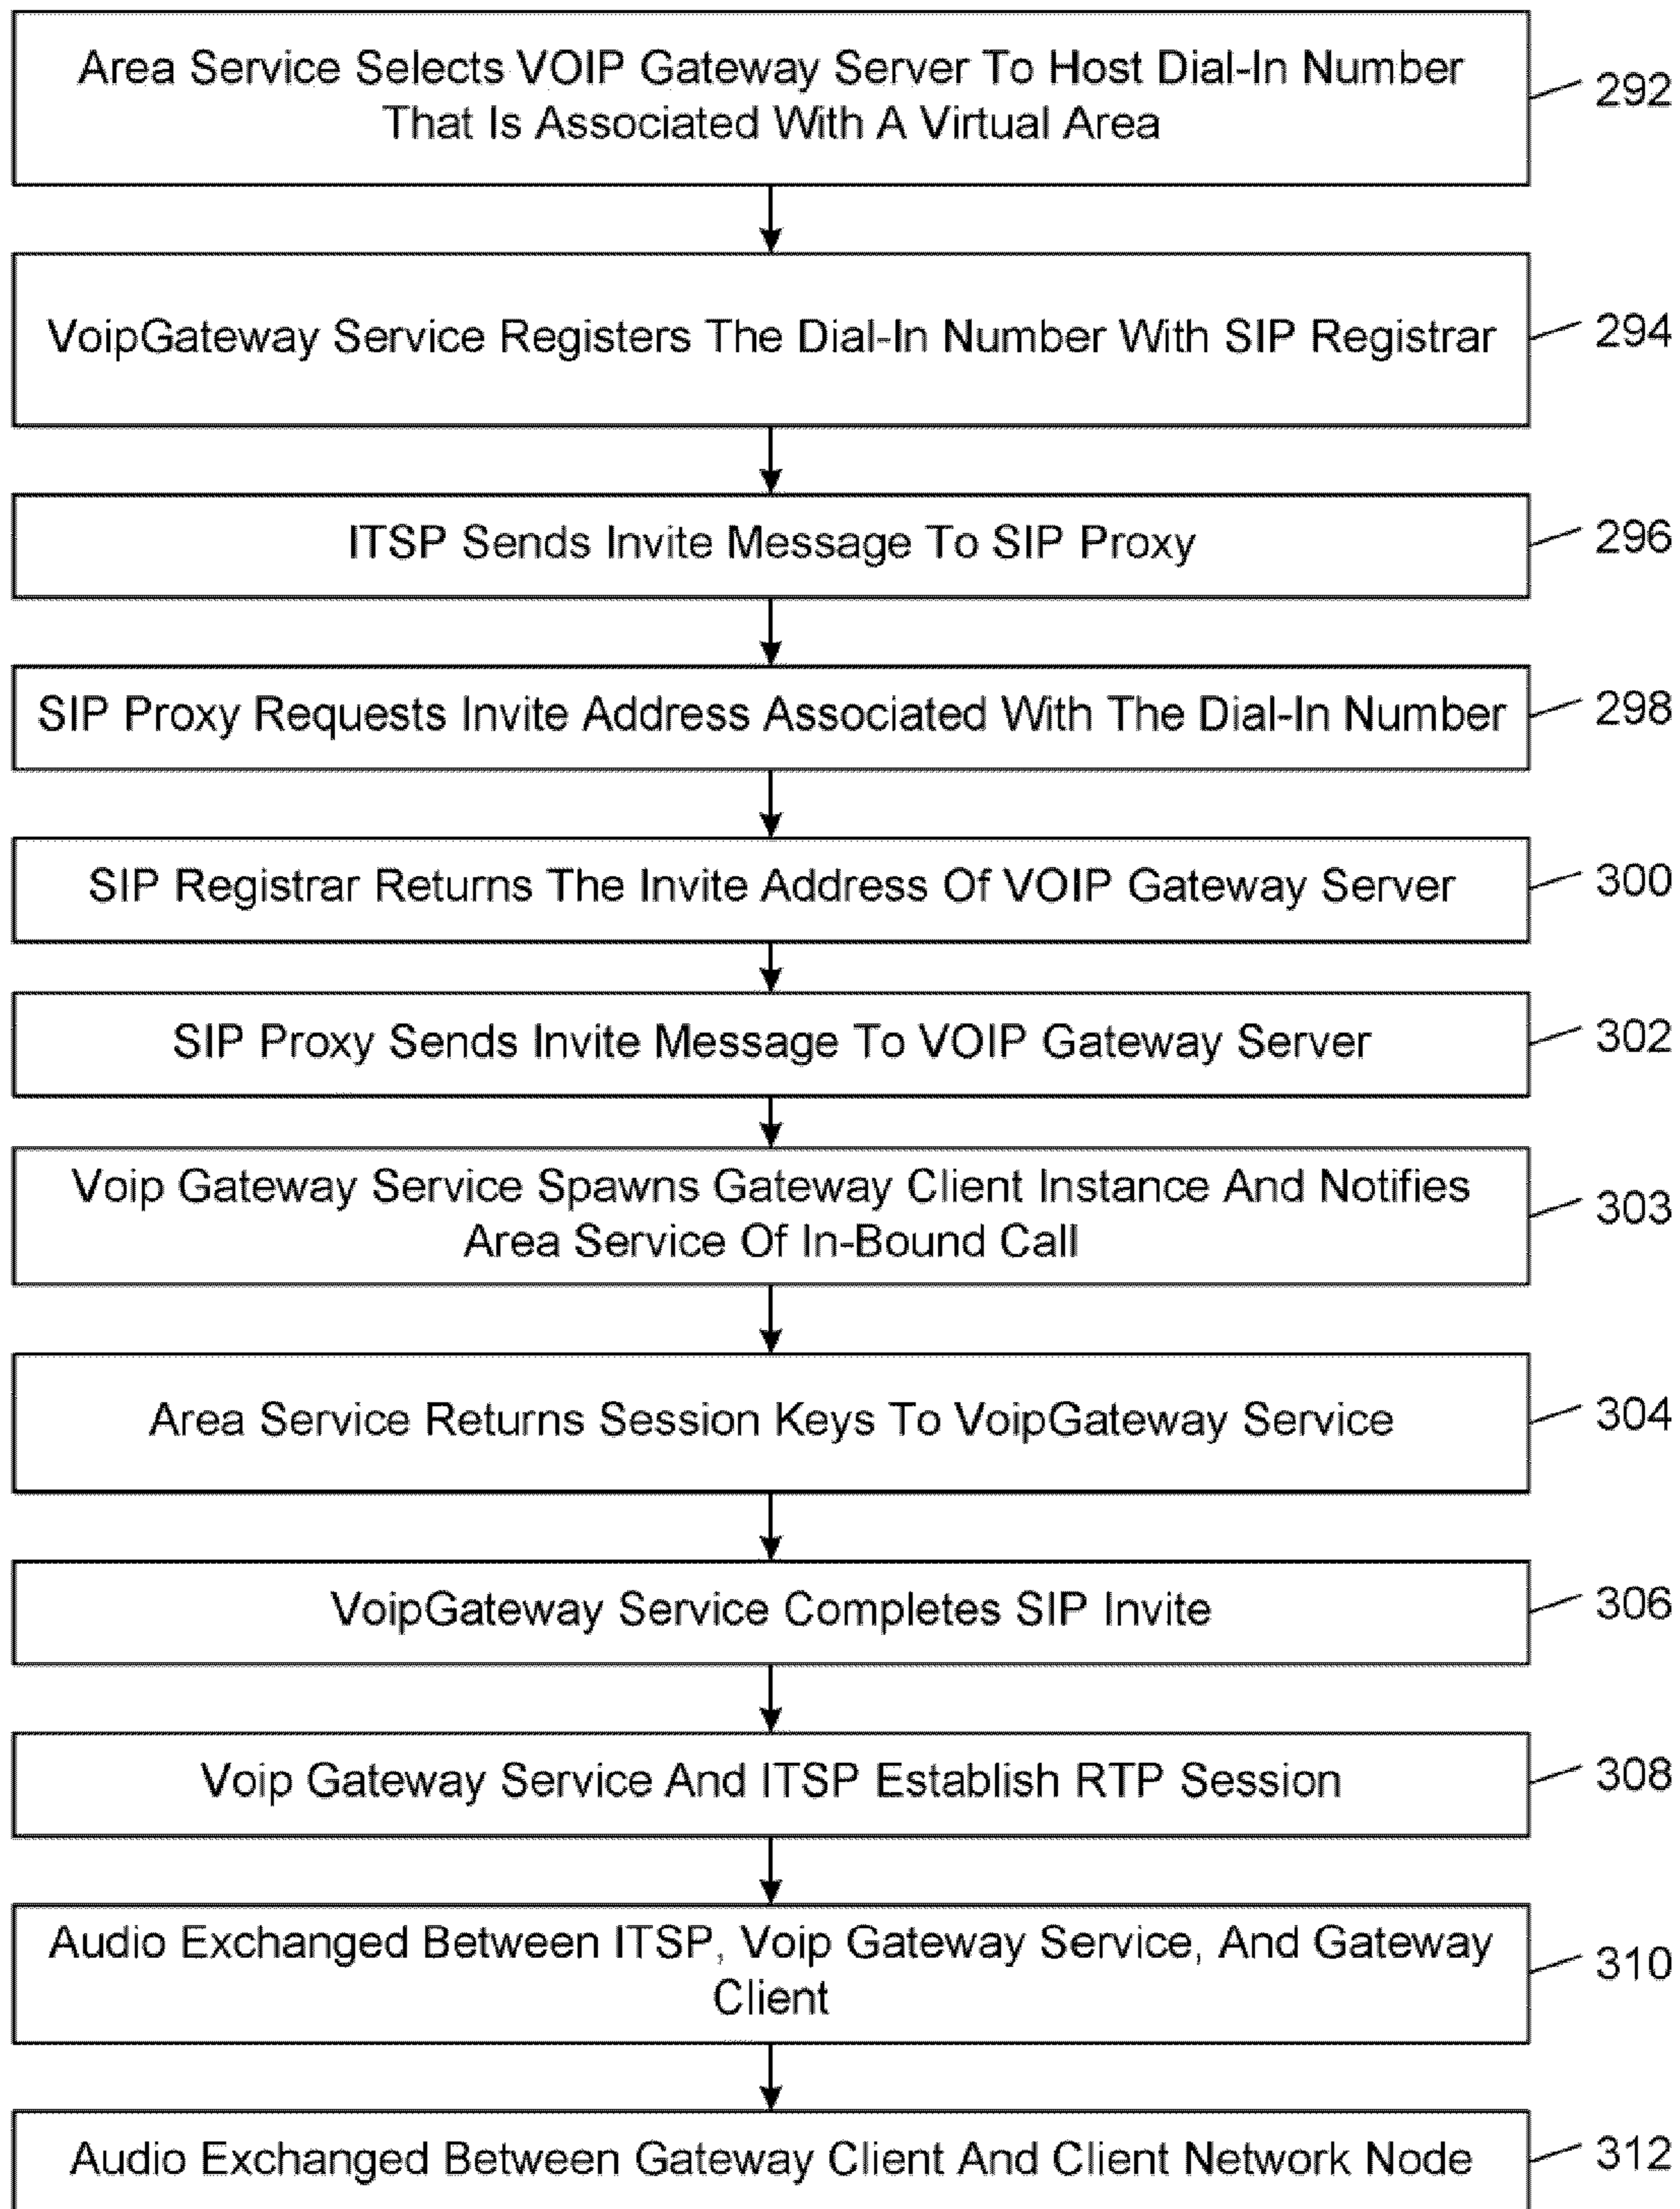 Area Service Selects VOIP Gateway Server To Host Dial-In Number
That Is Associated With A Virtual Area
292
VoipGateway Service Registers The Dial-In Number With SIP Registrar
294
ITSP Sends Invite Message To SIP Proxy
296
SIP Proxy Requests Invite Address Associated With The Dial-In Number
298
SIP Registrar Returns The Invite Address Of VOIP Gateway Server
300
SIP Proxy Sends Invite Message To VOIP Gateway Server
302
Voip Gateway Service Spawns Gateway Client Instance And Notifies
Area Service Of In-Bound Call
303
Area Service Returns Session Keys To VoipGateway Service
304
VoipGateway Service Completes SIP Invite
306
Voip Gateway Service And ITSP Establish RTP Session
308
Audio Exchanged Between ITSP, Voip Gateway Service, And Gateway
Client
310
Audio Exchanged Between Gateway Client And Client Network Node
312